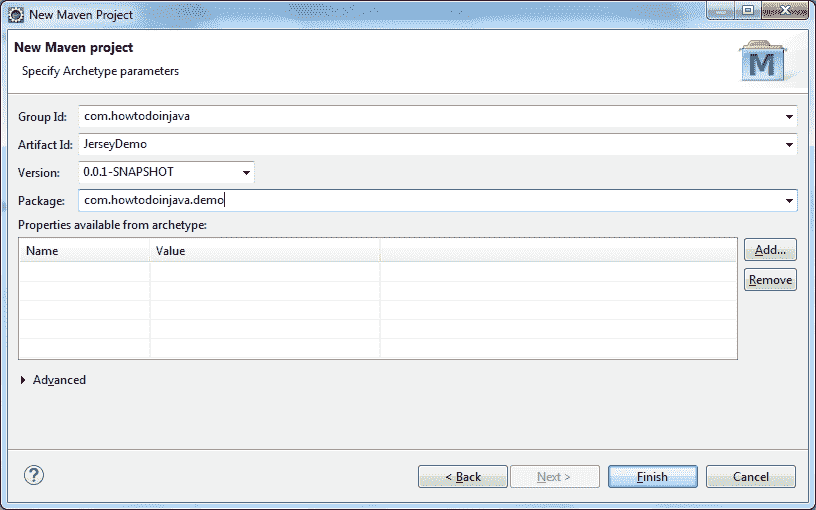 New Maven Project
New Maven project
Specify Archetype parameters
M
Group Id: com.howtodoinjava
Artifact Id: JerseyDemo
Version: 0.0.1-SNAPSHOT
Package: com.howtodoinjava.demo
Properties available from archetype:
Name Value
Add...
Remove
Advanced
? < Back Next > Finish Cancel